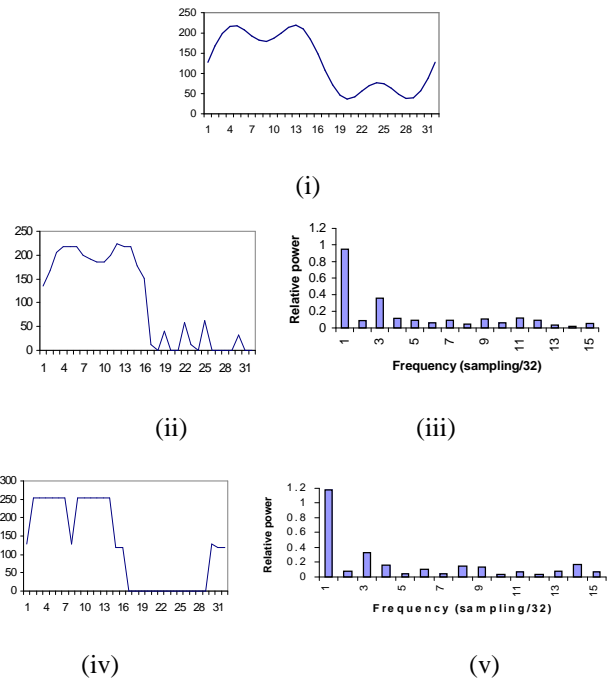 250
200
150
100
50
0
1 4 7 10 13 16 19 22 25 28 31
(i)
250
200
150
100
50
0
1 4 7 10 13 16 19 22 25 28 31
(ii)
1.2
1
0.8
0.6
0.4
0.2
0
Relative power
1 3 5 7 9 11 13 15
Frequency (sampling/32)
(iii)
300
250
200
150
100
50
0
1 4 7 10 13 16 19 22 25 28 31
(iv)
1.2
1
0.8
0.6
0.4
0.2
0
Relative power
1 3 5 7 9 11 13 15
Frequency (sampling/32)
(v)